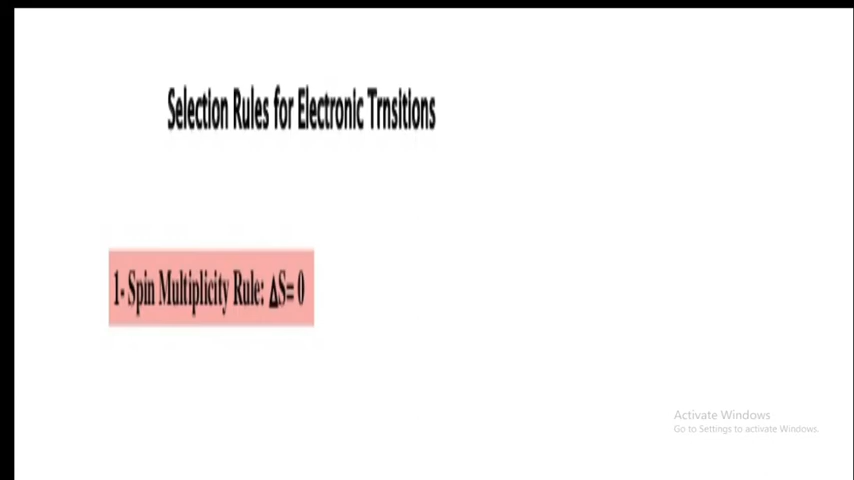 Selection Rules for Electronic Trnsitions
1- Spin Multiplicity Rule: ΔS= 0
Activate Windows
Go to Settings to activate Windows.